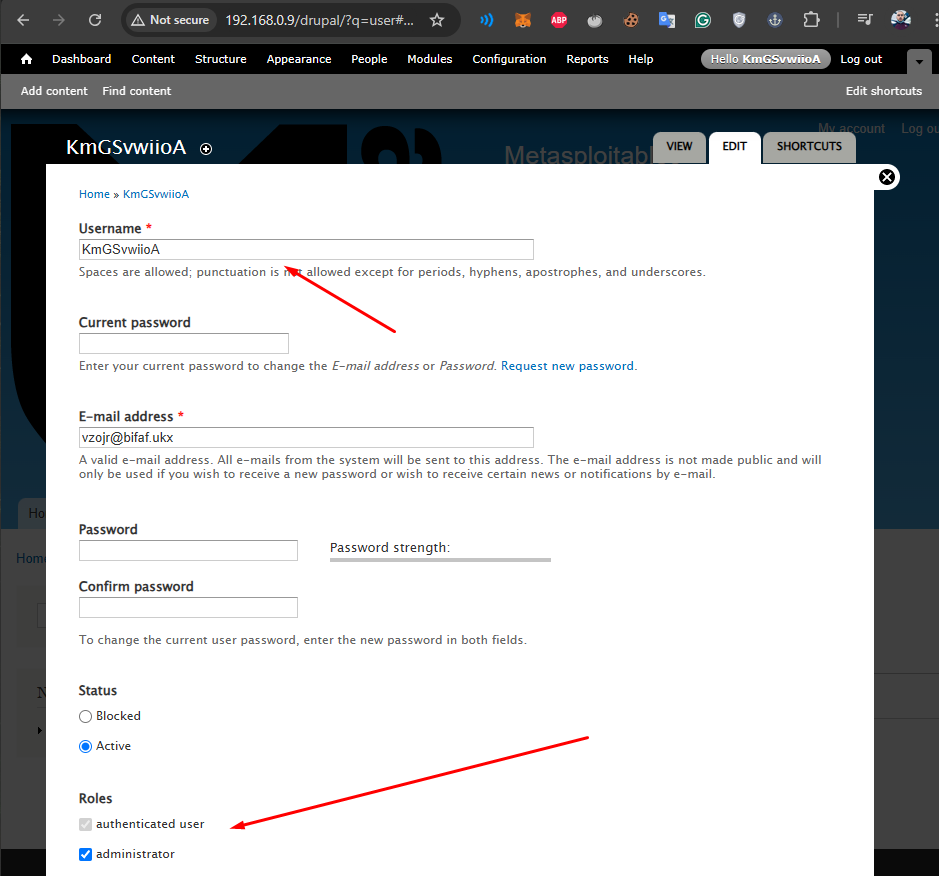 Not secure
192.168.0.9/drupal/?q=user#...
ABP
Dashboard Content Structure Appearance People Modules Configuration Reports Help Hello KmGSvwiioA Log out
Add content Find content Edit shortcuts
My account Log ou
Metasploitabl
KmGSvwiioA
VIEW EDIT SHORTCUTS
Home » KmGSvwiioA
Username *
KmGSvwiioA
Spaces are allowed; punctuation is not allowed except for periods, hyphens, apostrophes, and underscores.
Current password
Enter your current password to change the E-mail address or Password. Request new password.
E-mail address *
vzojr@bifaf.ukx
A valid e-mail address. All e-mails from the system will be sent to this address. The e-mail address is not made public and will
only be used if you wish to receive a new password or wish to receive certain news or notifications by e-mail.
Ho
Password
Password strength:
Home
Confirm password
To change the current user password, enter the new password in both fields.
Status
N
Blocked
Active
Roles
authenticated user
administrator